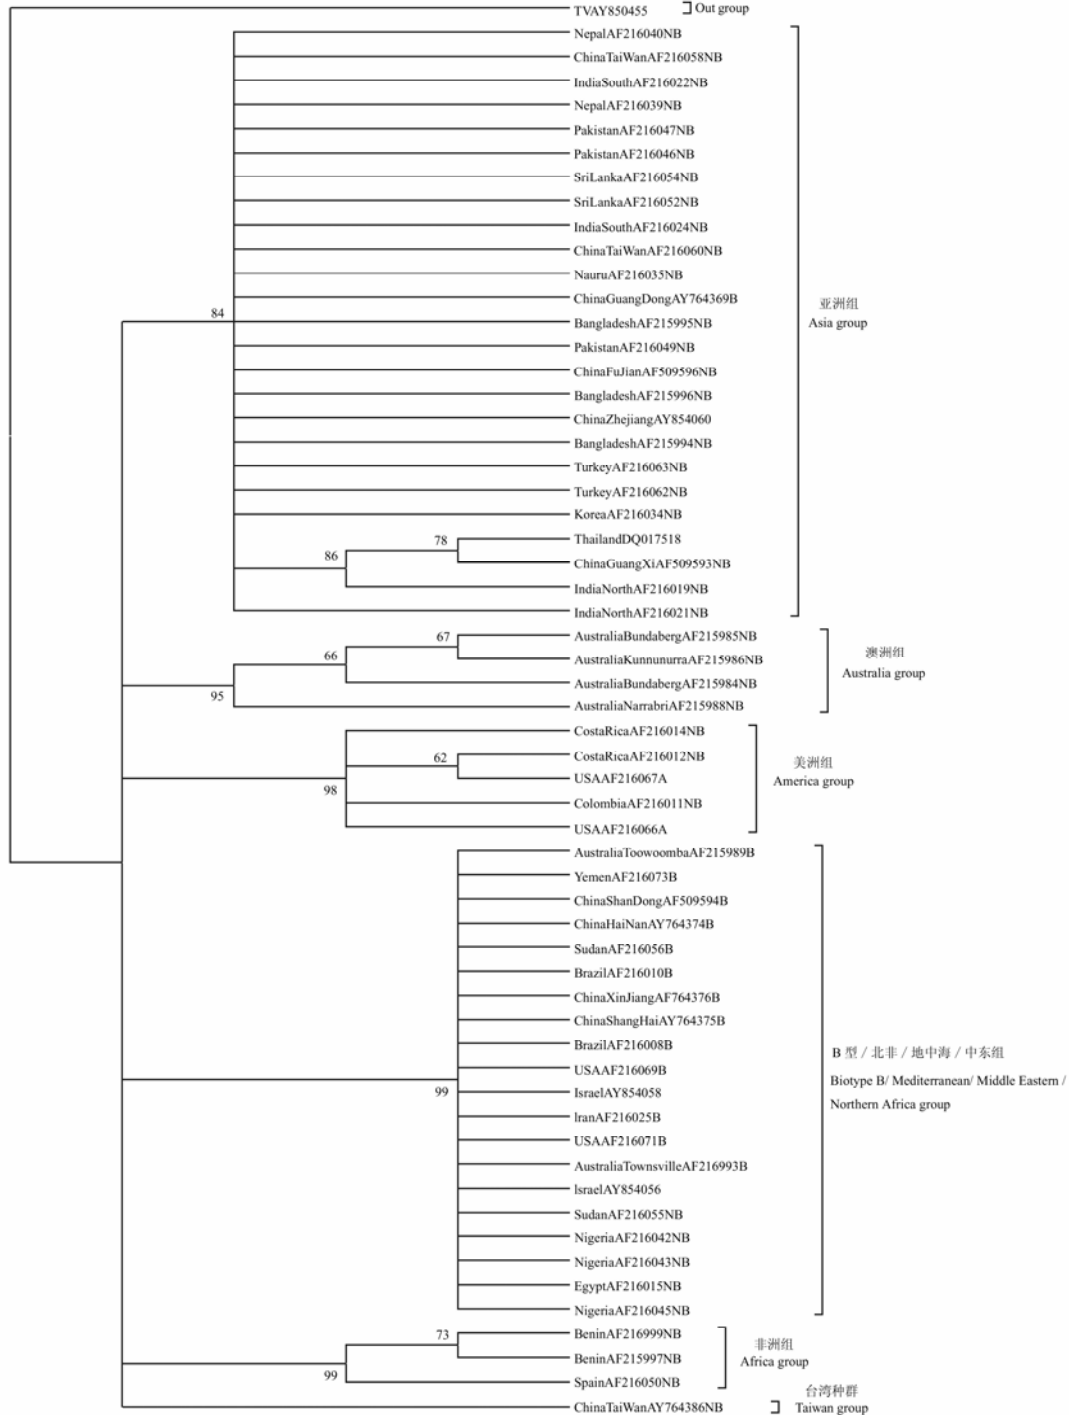 TVAY850455
Out group
NepalAF216040NB
ChinaTaiWanAF216058NB
IndiaSouthAF216022NB
NepalAF216039NB
PakistanAF216047NB
PakistanAF216046NB
SriLankaAF216054NB
SriLankaAF216052NB
IndiaSouthAF216024NB
ChinaTaiWanAF216060NB
NauruAF216035NB
ChinaGuangDongAY764369B
84
BangladeshAF215995NB
PakistanAF216049NB
ChinaFuJianAF509596NB
BangladeshAF215996NB
ChinaZhejiangAY854060
BangladeshAF215994NB
TurkeyAF216063NB
TurkeyAF216062NB
KoreaAF216034NB
78
ThailandDQ017518
86
ChinaGuangXiAF509593NB
IndiaNorthAF216019NB
IndiaNorthAF216021NB
亚洲组
Asia group
67
AustraliaBundabergAF215985NB
66
AustraliaKunnunurraAF215986NB
AustraliaBundabergAF215984NB
95
AustraliaNarrabriAF215988NB
澳洲组
Australia group
CostaRicaAF216014NB
62
CostaRicaAF216012NB
USAAF216067A
98
ColombiaAF216011NB
USAAF216066A
美洲组
America group
AustraliaToowoombaAF215989B
YemenAF216073B
ChinaShanDongAF509594B
ChinaHaiNanAY764374B
SudanAF216056B
BrazilAF216010B
ChinaXinJiangAF764376B
ChinaShangHaiAY764375B
BrazilAF216008B
USAAF216069B
99
IsraelAY854058
IranAF216025B
USAAF216071B
AustraliaTownsvilleAF216993B
IsraelAY854056
SudanAF216055NB
NigeriaAF216042NB
NigeriaAF216043NB
EgyptAF216015NB
NigeriaAF216045NB
B 型 / 北非 / 地中海 / 中东组
Biotype B/ Mediterranean/ Middle Eastern /
Northern Africa group
73
BeninAF216999NB
BeninAF215997NB
99
SpainAF216050NB
非洲组
Africa group
台湾种群
ChinaTaiWanAY764386NB
Taiwan group